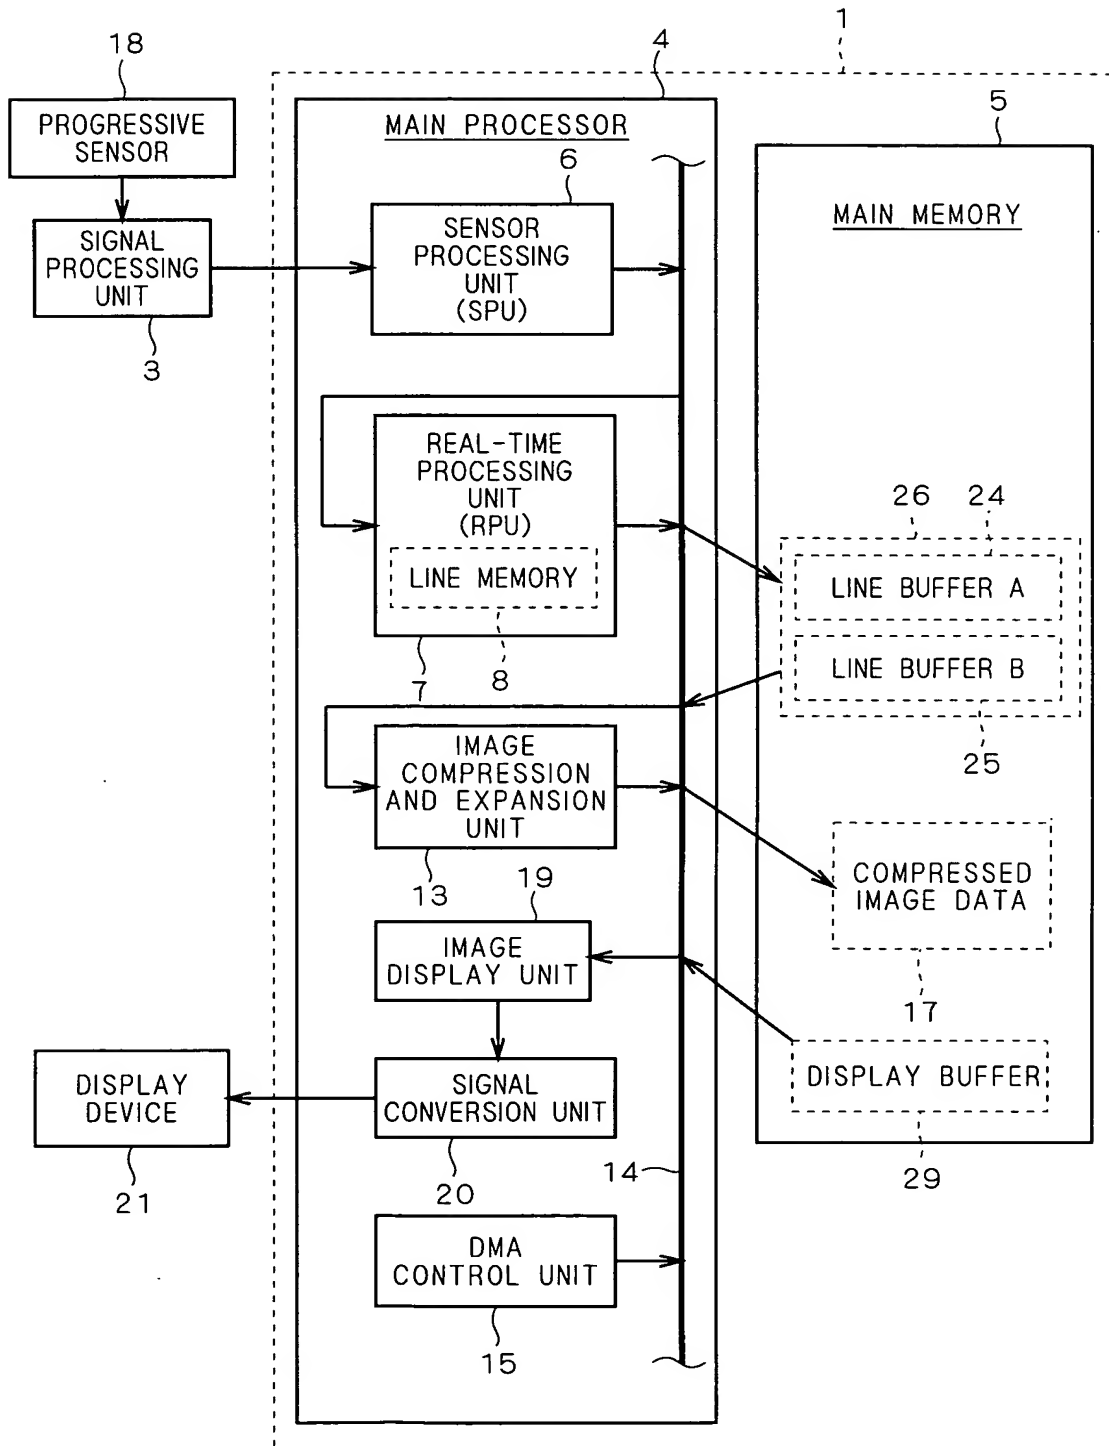 18
PROGRESSIVE
SENSOR
SIGNAL
PROCESSING
UNIT
3
1
4
MAIN PROCESSOR
6
SENSOR
PROCESSING
UNIT
(SPU)
REAL-TIME
PROCESSING
UNIT
(RPU)
LINE MEMORY
7
8
IMAGE
COMPRESSION
AND EXPANSION
UNIT
13
19
IMAGE
DISPLAY UNIT
SIGNAL
CONVERSION UNIT
20
14
DMA
CONTROL UNIT
15
DISPLAY
DEVICE
21
5
MAIN MEMORY
26
24
LINE BUFFER A
LINE BUFFER B
25
COMPRESSED
IMAGE DATA
17
DISPLAY BUFFER
29